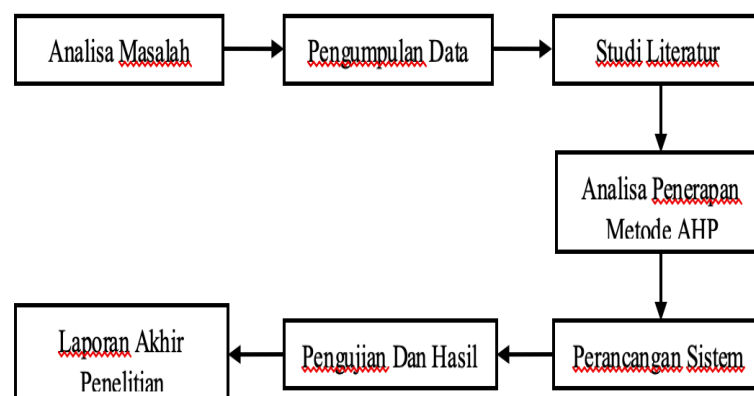 Analisa Masalah
Pengumpulan Data
Studi Literatur
Analisa Penerapan
Metode AHP
Perancangan Sistem
Pengujian Dan Hasil
Laporan Akhir
Penelitian